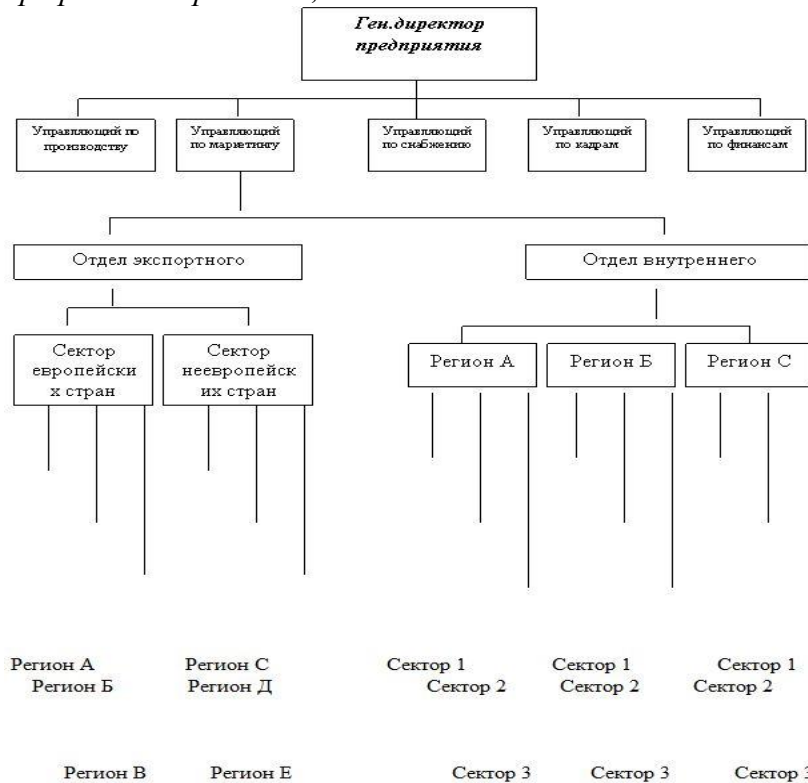 Ген.директор
предприятия
Управляющий по
производству
Управляющий
по маркетингу
Управляющий
по снабжению
Управляющий
по кадрам
Управляющий
по финансам
Отдел экспортного
Отдел внутреннего
Сектор
европейски
х стран
Сектор
неевропейск
их стран
Регион А
Регион Б
Регион С
Регион А
Регион С
Сектор 1
Сектор 1
Сектор 1
Регион Б
Регион Д
Сектор 2
Сектор 2
Сектор 2
Регион В
Регион Е
Сектор 3
Сектор 3
Сектор 3